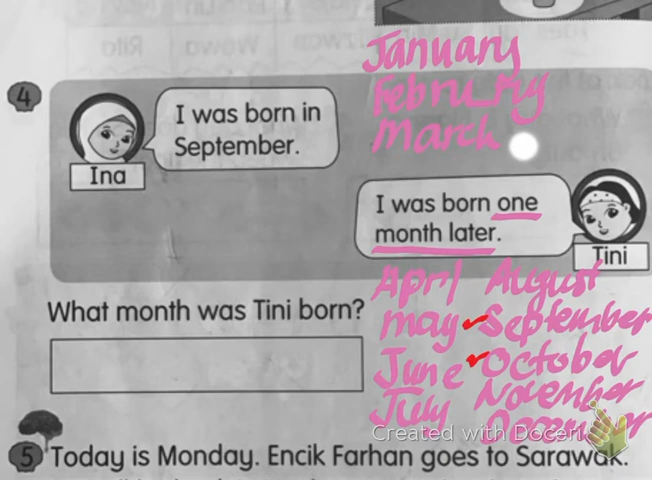 January
February
March
4
I was born in
September.
Ina
I was born one
month later.
Tini
What month was Tini born?
April August
May September
June October
July November
December
Created with Doceri
5 Today is Monday. Encik Farhan goes to Sarawak.